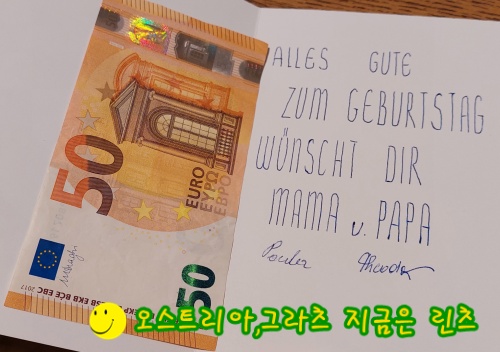 ALLES GUTE
ZUM GEBURTSTAG
WÜNSCHT DIR
MAMA u. PAPA
50
EURO
ΕΥΡΩ
ЕВРО
50
2017
오스트리아,그라츠 지금은 린츠